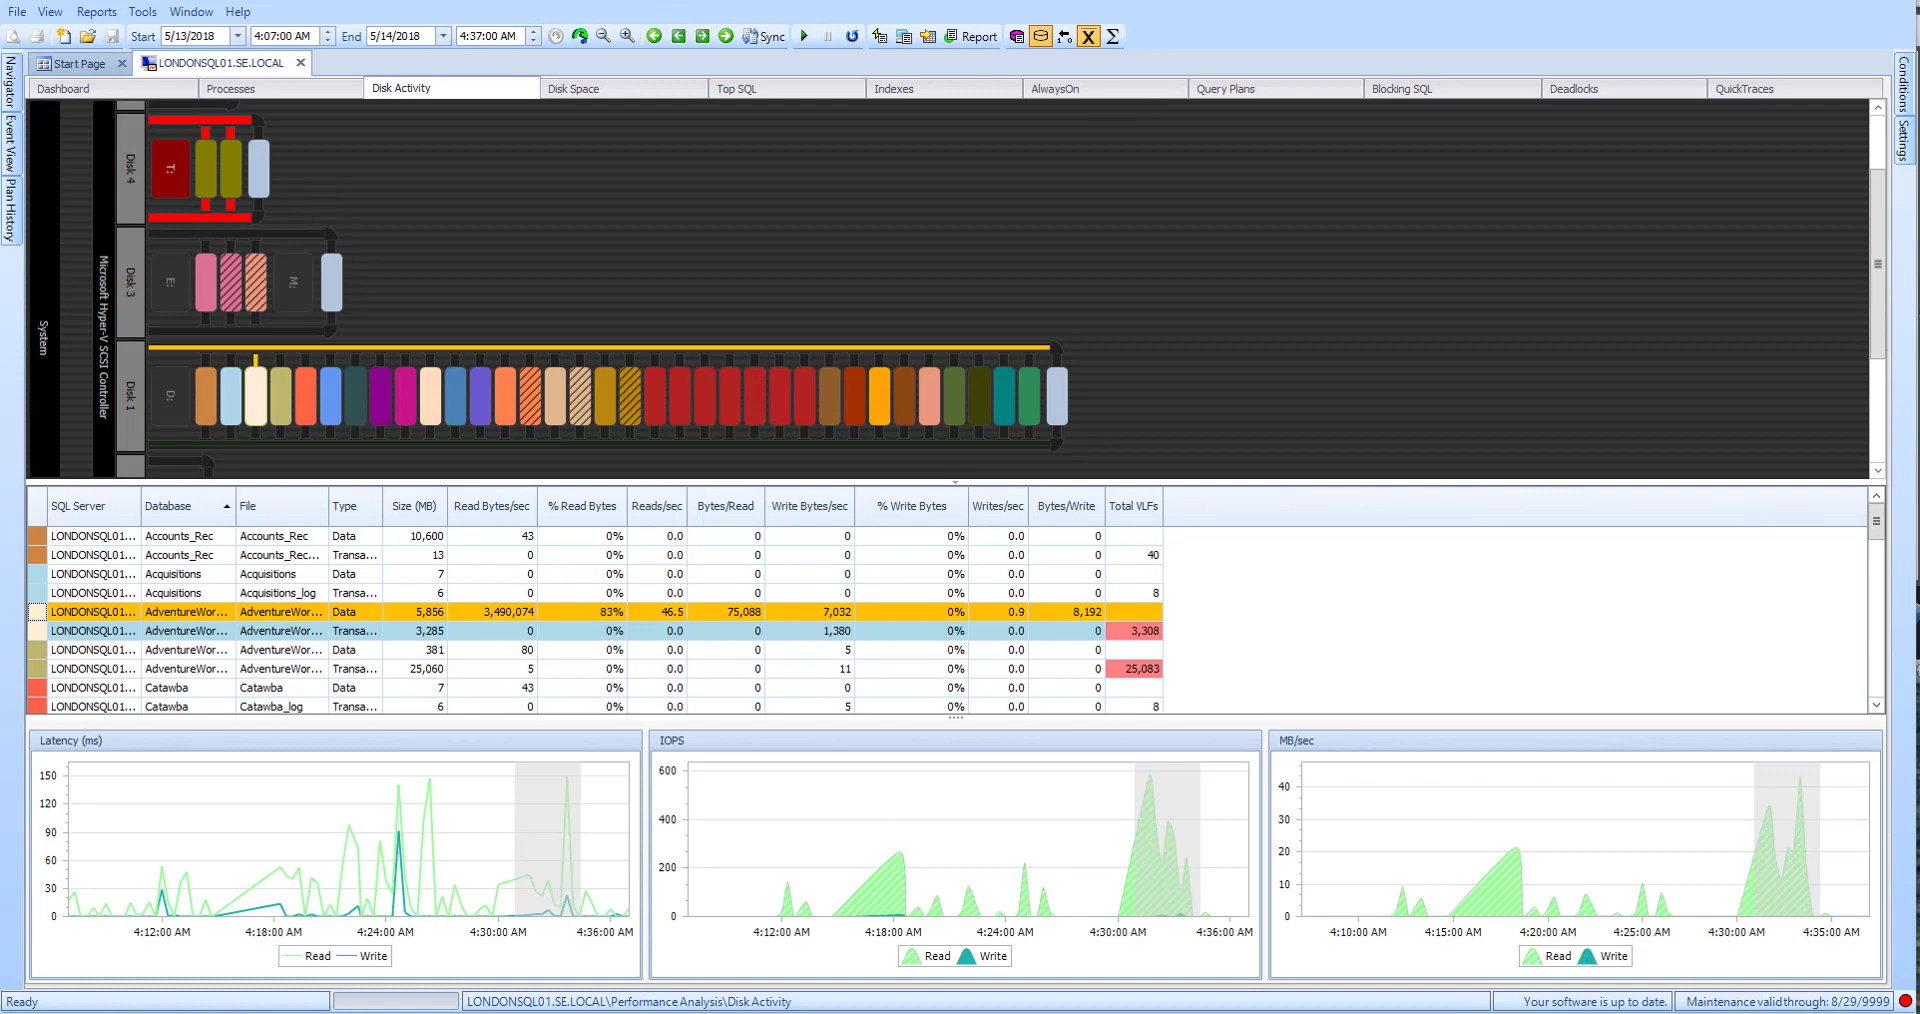 File View Reports Tools Window Help
Start 5/13/2018 4:07:00 AM End 5/14/2018 4:37:00 AM Sync Report
Start Page LONDONSQL01.SE.LOCAL
Dashboard Processes Disk Activity Disk Space Top SQL Indexes AlwaysOn Query Plans Blocking SQL Deadlocks QuickTraces
Navigator
Event View
Plan History
Conditions
Settings
System
Microsoft Hyper-V SCSI Controller
Disk 4
T:
Disk 3
E:
M:
Disk 1
D:
SQL Server Database File Type Size (MB) Read Bytes/sec % Read Bytes Reads/sec Bytes/Read Write Bytes/sec % Write Bytes Writes/sec Bytes/Write Total VLFs
LONDONSQL01... Accounts_Rec Accounts_Rec Data 10,600 43 0% 0.0 0 0 0% 0.0 0
LONDONSQL01... Accounts_Rec Accounts_Rec... Transa... 13 0 0% 0.0 0 0 0% 0.0 0 40
LONDONSQL01... Acquisitions Acquisitions Data 7 0 0% 0.0 0 0 0% 0.0 0
LONDONSQL01... Acquisitions Acquisitions_log Transa... 6 0 0% 0.0 0 0 0% 0.0 0 8
LONDONSQL01... AdventureWor... AdventureWor... Data 5,856 3,490,074 83% 46.5 75,088 7,032 0% 0.9 8,192
LONDONSQL01... AdventureWor... AdventureWor... Transa... 3,285 0 0% 0.0 0 1,380 0% 0.0 0 3,308
LONDONSQL01... AdventureWor... AdventureWor... Data 381 80 0% 0.0 0 5 0% 0.0 0
LONDONSQL01... AdventureWor... AdventureWor... Transa... 25,060 5 0% 0.0 0 11 0% 0.0 0 25,083
LONDONSQL01... Catawba Catawba Data 7 43 0% 0.0 0 0 0% 0.0 0
LONDONSQL01... Catawba Catawba_log Transa... 6 0 0% 0.0 0 5 0% 0.0 0 8
Latency (ms)
150
120
90
60
30
0
4:12:00 AM 4:18:00 AM 4:24:00 AM 4:30:00 AM 4:36:00 AM
Read Write
IOPS
600
400
200
0
4:12:00 AM 4:18:00 AM 4:24:00 AM 4:30:00 AM 4:36:00 AM
Read Write
MB/sec
40
30
20
10
0
4:10:00 AM 4:15:00 AM 4:20:00 AM 4:25:00 AM 4:30:00 AM 4:35:00 AM
Read Write
Ready LONDONSQL01.SE.LOCAL\Performance Analysis\Disk Activity Your software is up to date. Maintenance valid through: 8/29/9999